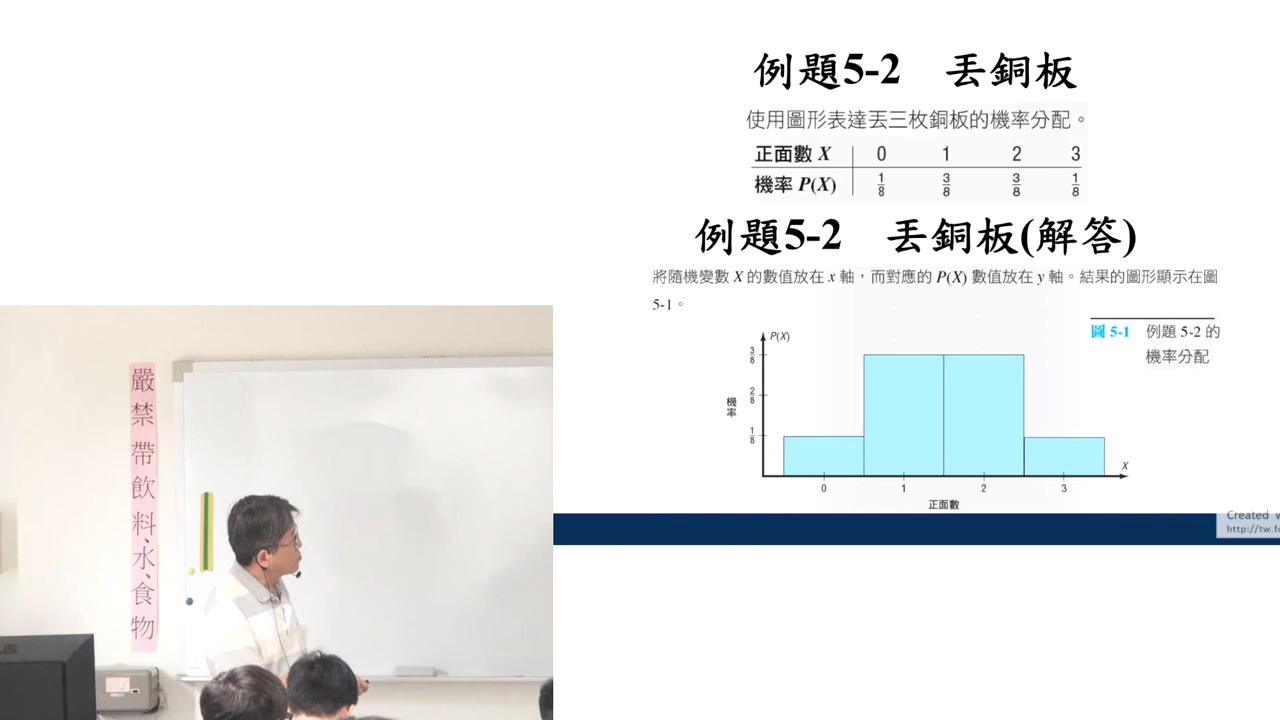 例題5-2 丟銅板
使用圖形表達丟三枚銅板的機率分配。
正面數 X 0 1 2 3
機率 P(X) 1/8 3/8 3/8 1/8
例題5-2 丟銅板(解答)
將隨機變數 X 的數值放在 x 軸，而對應的 P(X) 數值放在 y 軸。結果的圖形顯示在圖
5-1。
圖 5-1 例題 5-2 的
機率分配
P(X)
3/8
2/8
1/8
機率
X
0 1 2 3
正面數
Created
http://tw.fo
嚴禁帶飲料、水、食物